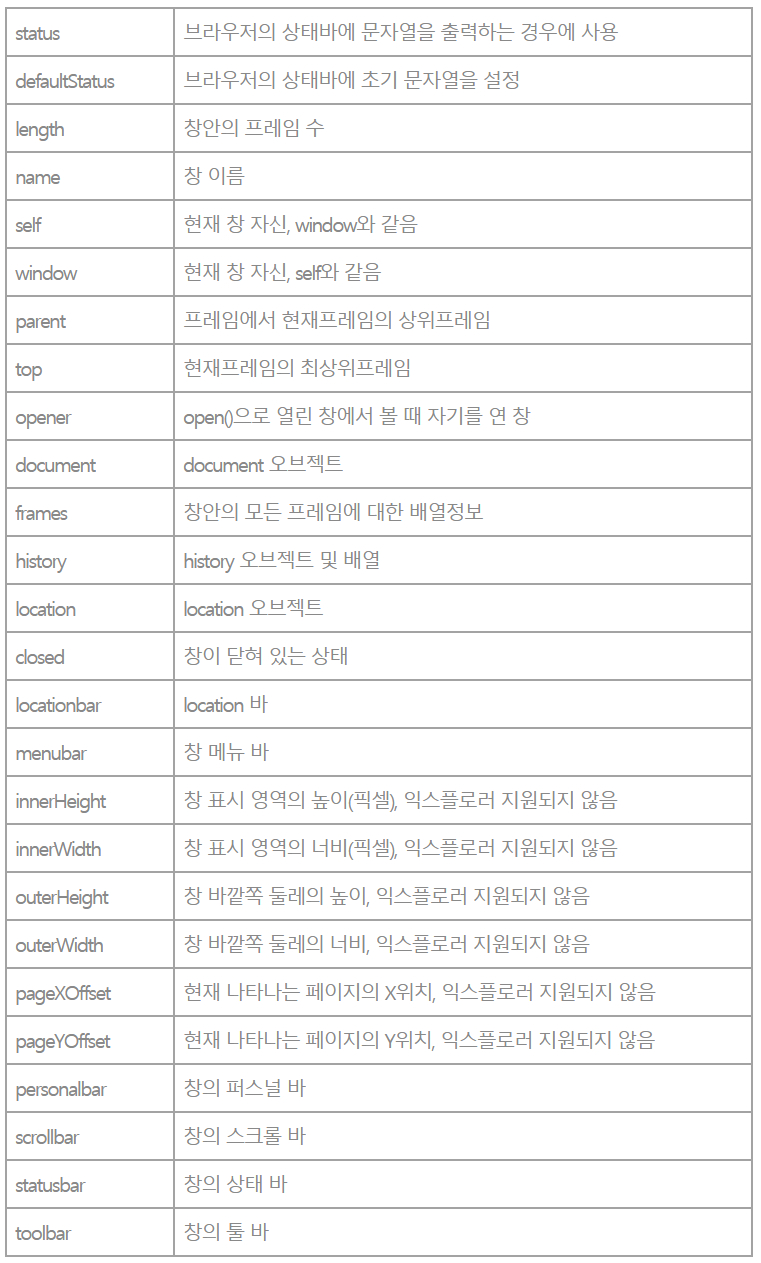 status 브라우저의 상태바에 문자열을 출력하는 경우에 사용
defaultStatus 브라우저의 상태바에 초기 문자열을 설정
length 창안의 프레임 수
name 창 이름
self 현재 창 자신, window와 같음
window 현재 창 자신, self와 같음
parent 프레임에서 현재프레임의 상위프레임
top 현재프레임의 최상위프레임
opener open()으로 열린 창에서 볼 때 자기를 연 창
document document 오브젝트
frames 창안의 모든 프레임에 대한 배열정보
history history 오브젝트 및 배열
location location 오브젝트
closed 창이 닫혀 있는 상태
locationbar location 바
menubar 창 메뉴 바
innerHeight 창 표시 영역의 높이(픽셀), 익스플로러 지원되지 않음
innerWidth 창 표시 영역의 너비(픽셀), 익스플로러 지원되지 않음
outerHeight 창 바깥쪽 둘레의 높이, 익스플로러 지원되지 않음
outerWidth 창 바깥쪽 둘레의 너비, 익스플로러 지원되지 않음
pageXOffset 현재 나타나는 페이지의 X위치, 익스플로러 지원되지 않음
pageYOffset 현재 나타나는 페이지의 Y위치, 익스플로러 지원되지 않음
personalbar 창의 퍼스널 바
scrollbar 창의 스크롤 바
statusbar 창의 상태 바
toolbar 창의 툴 바